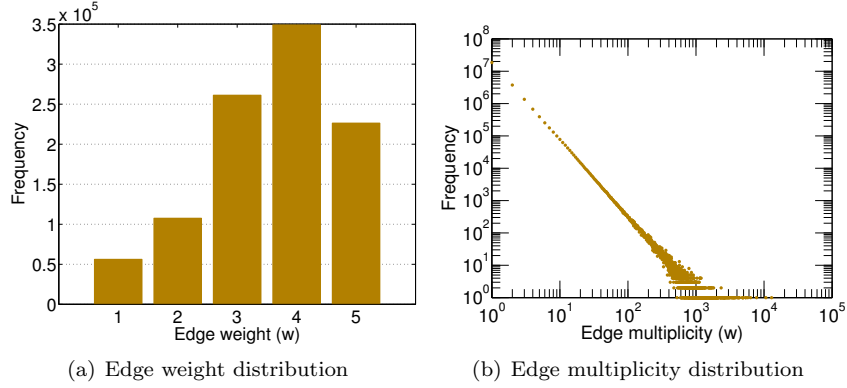 x 10^5
3.5
3
2.5
2
1.5
1
0.5
0
Frequency
1 2 3 4 5
Edge weight (w)
(a) Edge weight distribution
10^8
10^7
10^6
10^5
10^4
10^3
10^2
10^1
10^0
Frequency
10^0 10^1 10^2 10^3 10^4 10^5
Edge multiplicity (w)
(b) Edge multiplicity distribution